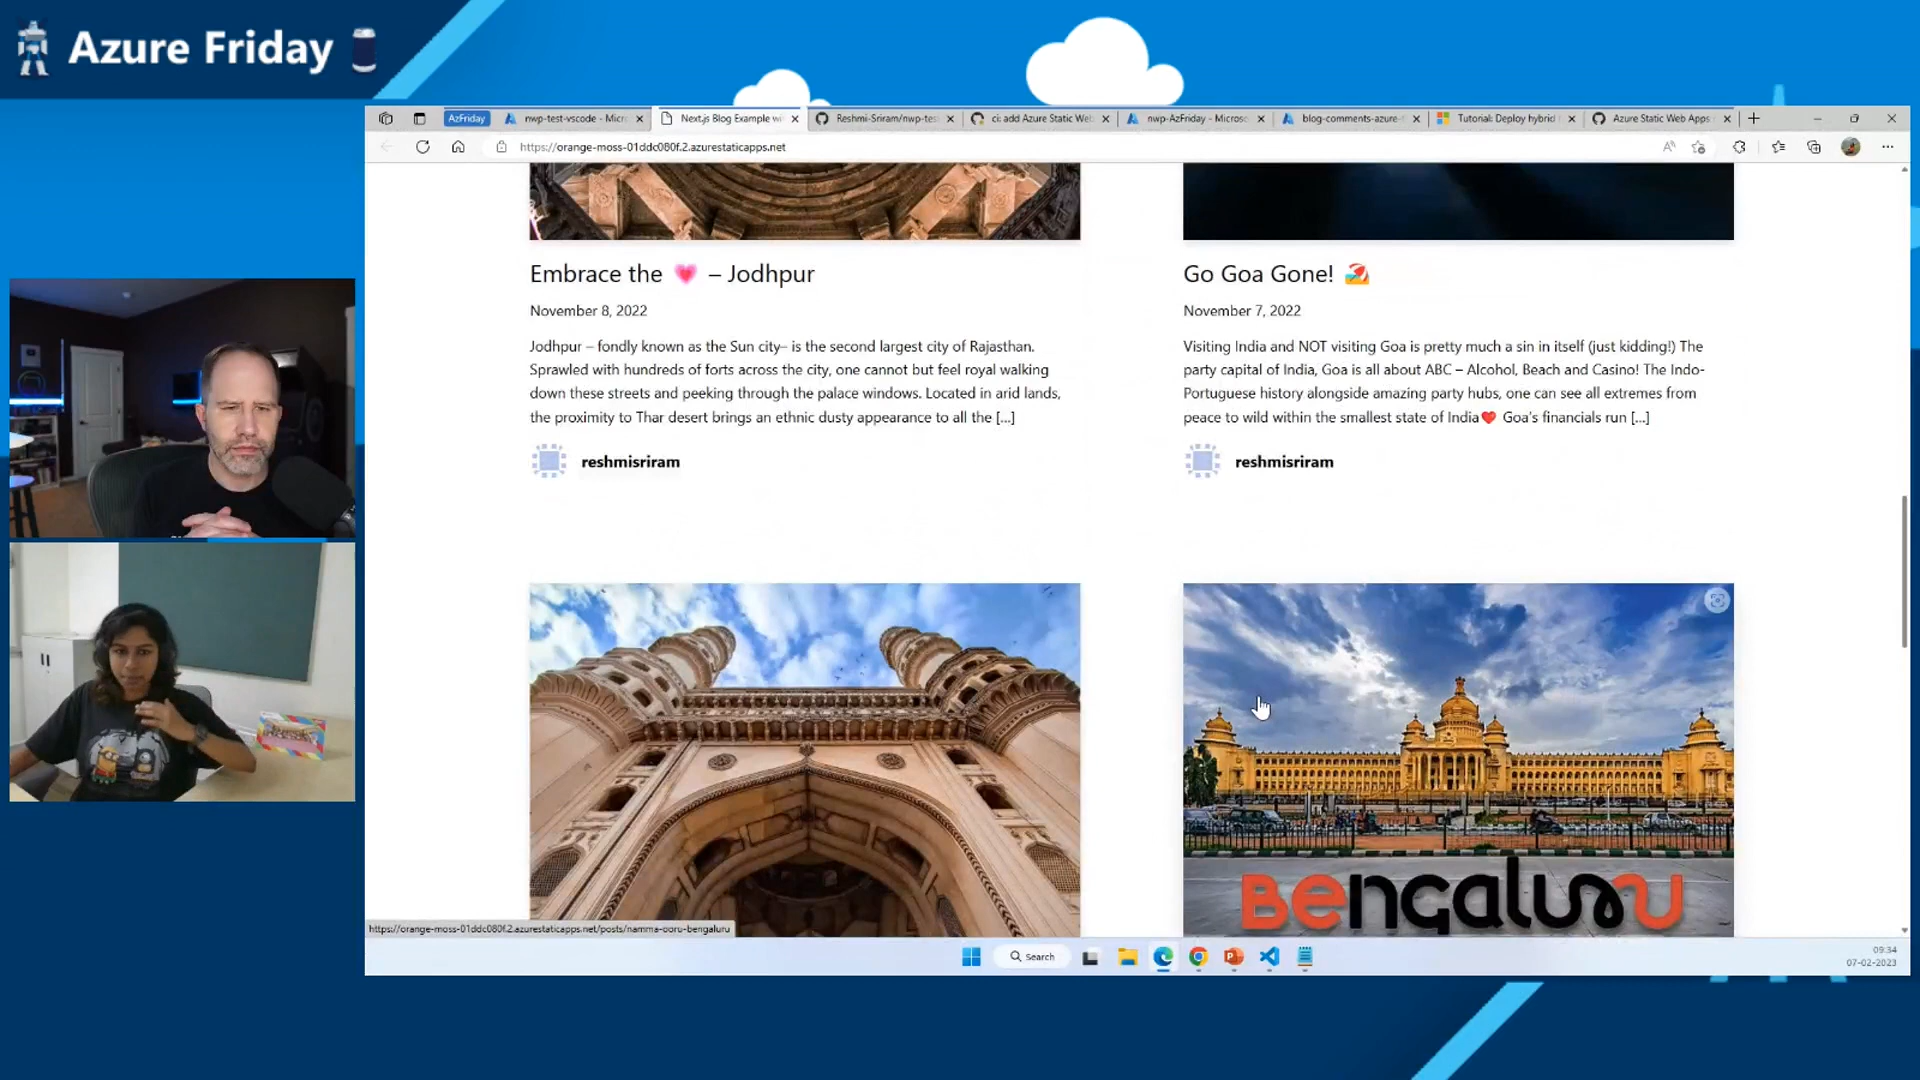 Azure Friday
AzFriday
nwp-test-vscode - Micro
Next.js Blog Example wi
Reshmi-Sriram/nwp-tes
ci: add Azure Static Web
nwp-AzFriday - Microso
blog-comments-azure-f
Tutorial: Deploy hybrid
Azure Static Web Apps
https://orange-moss-01ddc080f.2.azurestaticapps.net
Embrace the 💗 – Jodhpur
November 8, 2022
Jodhpur – fondly known as the Sun city– is the second largest city of Rajasthan.
Sprawled with hundreds of forts across the city, one cannot but feel royal walking
down these streets and peeking through the palace windows. Located in arid lands,
the proximity to Thar desert brings an ethnic dusty appearance to all the [...]
reshmisriram
Go Goa Gone! 🏖️
November 7, 2022
Visiting India and NOT visiting Goa is pretty much a sin in itself (just kidding!) The
party capital of India, Goa is all about ABC – Alcohol, Beach and Casino! The Indo-
Portuguese history alongside amazing party hubs, one can see all extremes from
peace to wild within the smallest state of India❤️ Goa's financials run [...]
reshmisriram
Bengaluru
https://orange-moss-01ddc080f.2.azurestaticapps.net/posts/namma-ooru-bengaluru
Search
09:34
07-02-2023